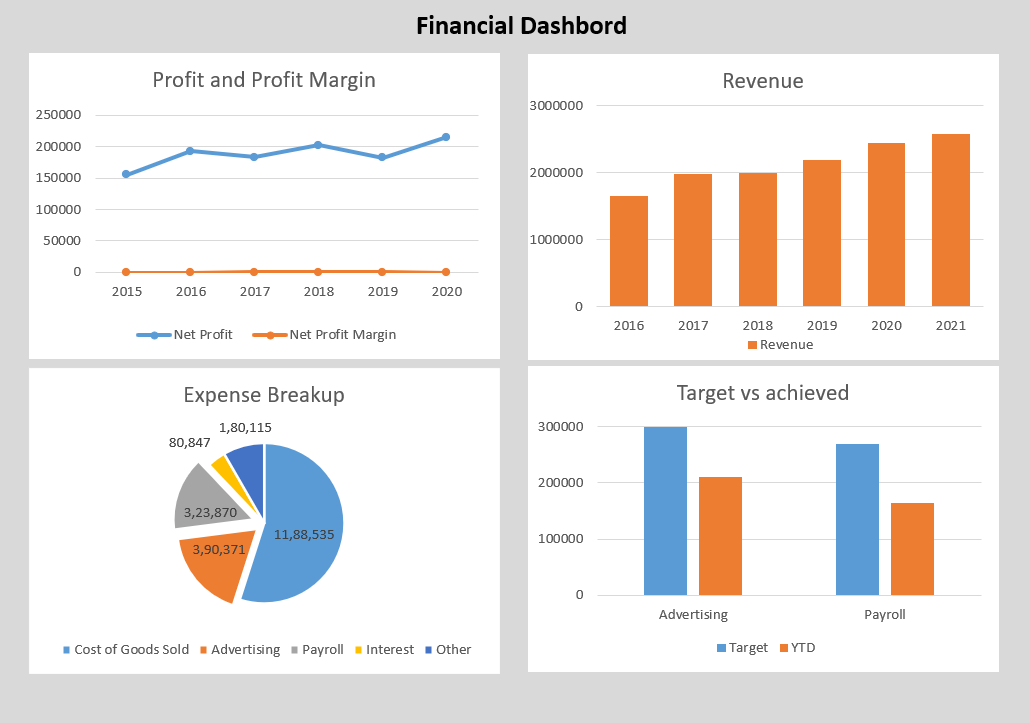 Financial Dashbord
Profit and Profit Margin
250000
200000
150000
100000
50000
0
2015 2016 2017 2018 2019 2020
Net Profit Net Profit Margin
Revenue
3000000
2000000
1000000
0
2016 2017 2018 2019 2020 2021
Revenue
Expense Breakup
1,80,115
80,847
3,23,870
11,88,535
3,90,371
Cost of Goods Sold Advertising Payroll Interest Other
Target vs achieved
300000
200000
100000
0
Advertising Payroll
Target YTD